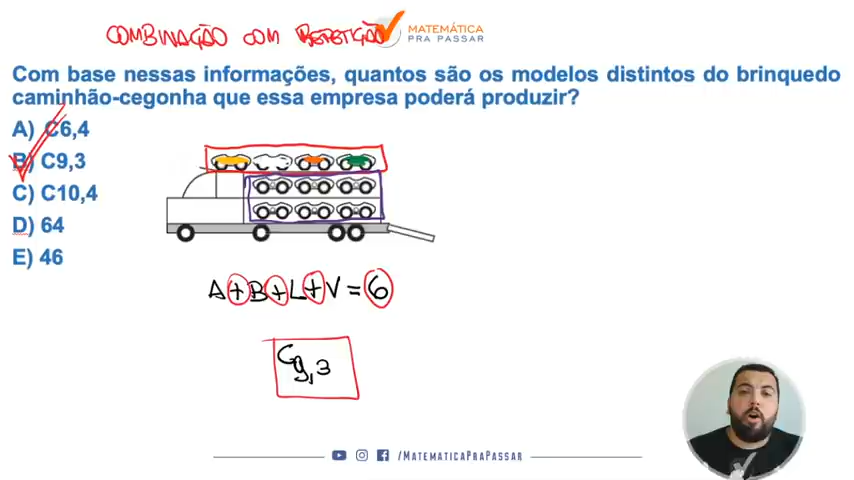 COMBINAÇÃO COM REPETIÇÃO
MATEMÁTICA
PRA PASSAR
Com base nessas informações, quantos são os modelos distintos do brinquedo
caminhão-cegonha que essa empresa poderá produzir?
A) C6,4
B) C9,3
C) C10,4
D) 64
E) 46
A+B+L+V=6
C9,3
/MatematicaPraPassar